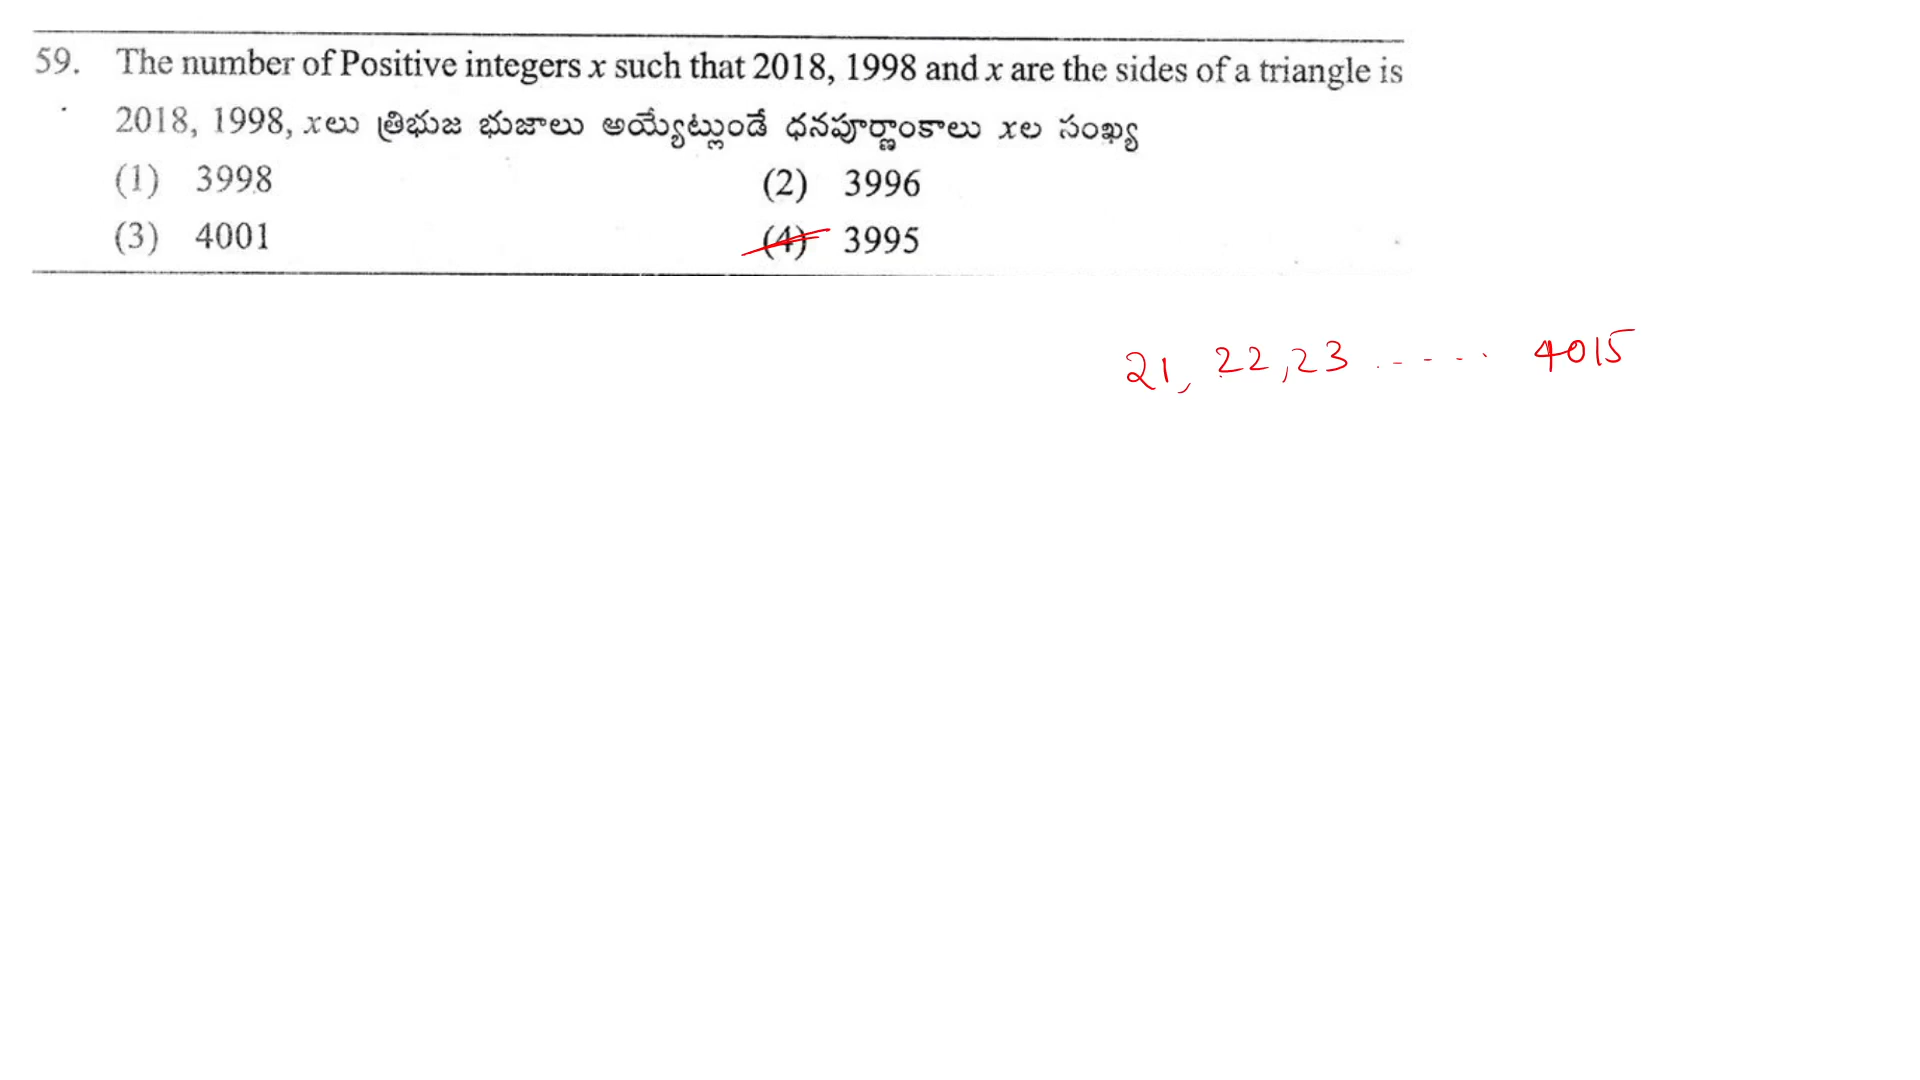 59. The number of Positive integers x such that 2018, 1998 and x are the sides of a triangle is
2018, 1998, xలు త్రిభుజ భుజాలు అయ్యేట్లుండే ధనపూర్ణాంకాలు xల సంఖ్య
(1) 3998 (2) 3996
(3) 4001 (4) 3995
21, 22, 23 ..... 4015